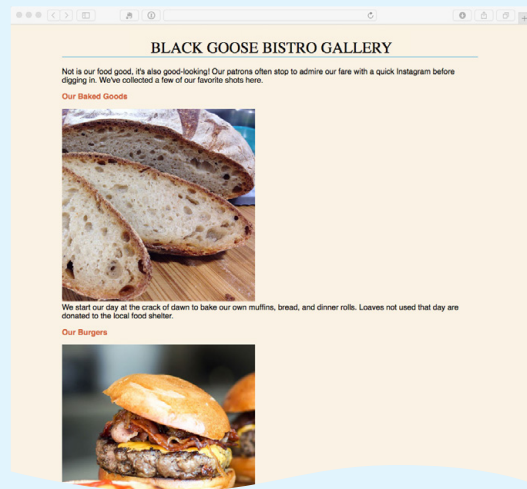 BLACK GOOSE BISTRO GALLERY
Not is our food good, it's also good-looking! Our patrons often stop to admire our fare with a quick Instagram before
digging in. We've collected a few of our favorite shots here.
Our Baked Goods
We start our day at the crack of dawn to bake our own muffins, bread, and dinner rolls. Loaves not used that day are
donated to the local food shelter.
Our Burgers